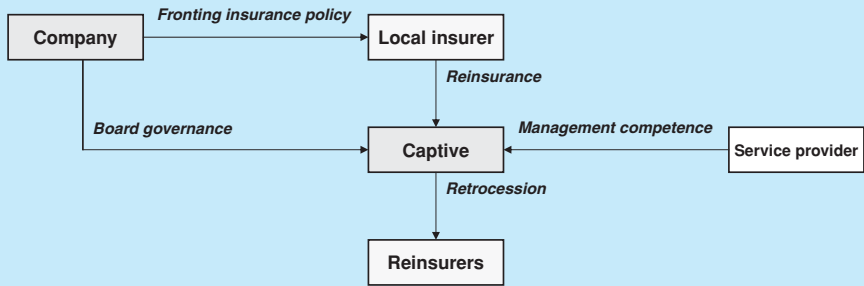 Fronting insurance policy
Company
Local insurer
Reinsurance
Board governance
Management competence
Captive
Service provider
Retrocession
Reinsurers